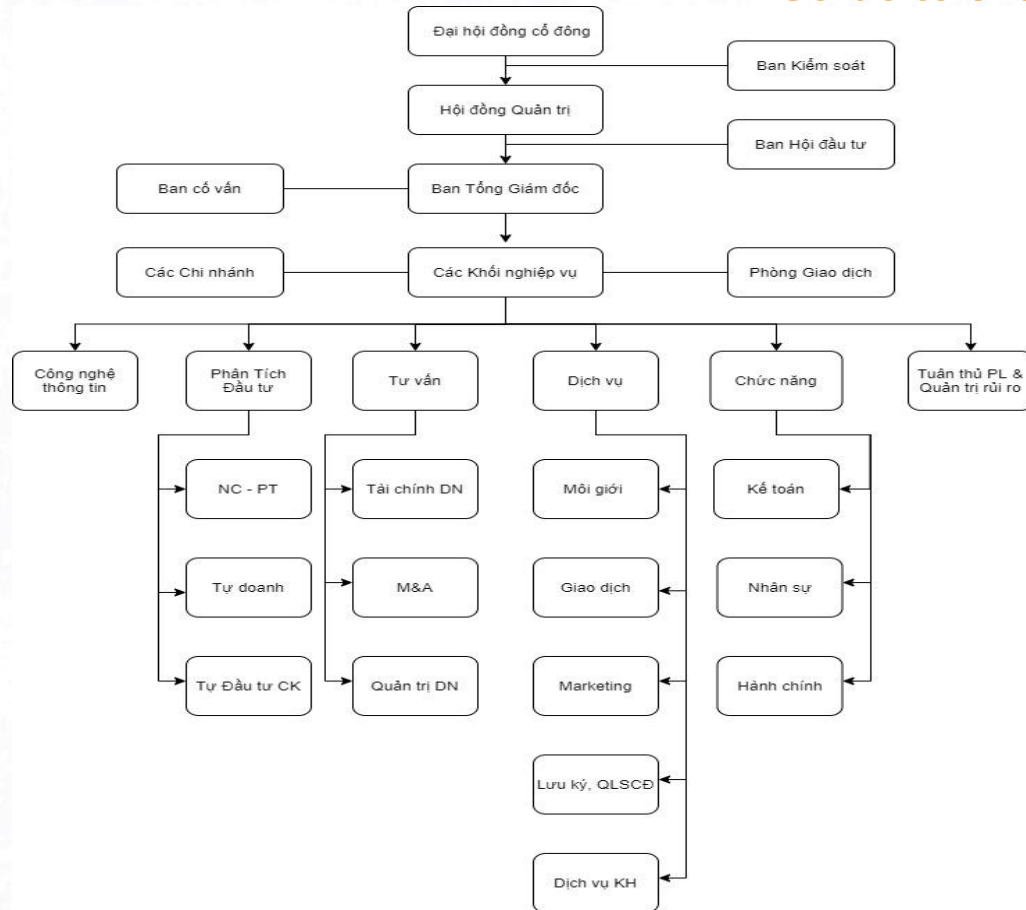 Đại hội đồng cổ đông
Ban Kiểm soát
Hội đồng Quản trị
Ban Hội đầu tư
Ban cố vấn
Ban Tổng Giám đốc
Các Chi nhánh
Các Khối nghiệp vụ
Phòng Giao dịch
Công nghệ
thông tin
Phân Tích
Đầu tư
Tư vấn
Dịch vụ
Chức năng
Tuân thủ PL &
Quản trị rủi ro
NC - PT
Tài chính DN
Môi giới
Kế toán
Tự doanh
M&A
Giao dịch
Nhân sự
Tự Đầu tư CK
Quản trị DN
Marketing
Hành chính
Lưu ký, QLSCĐ
Dịch vụ KH